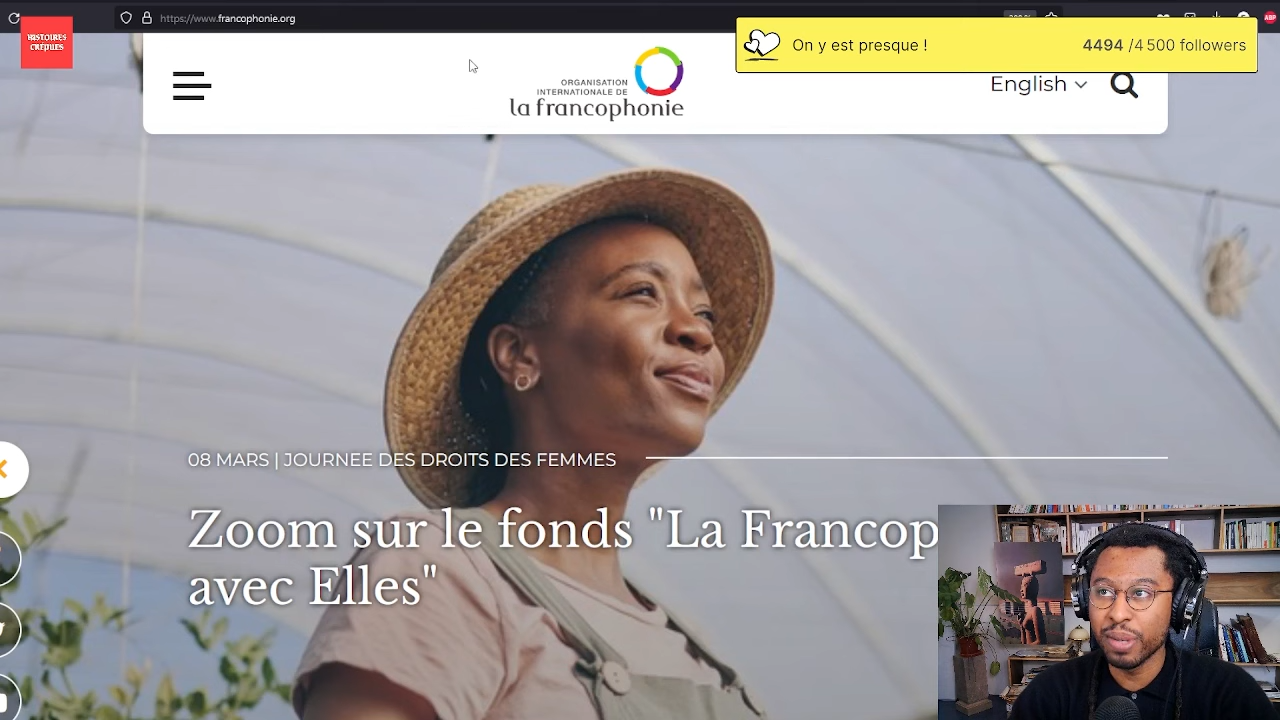 https://www.francophonie.org
HISTOIRES
CRÉPUES
On y est presque !
4494 /4 500 followers
ABP
ORGANISATION
INTERNATIONALE DE
la francophonie
English
08 MARS | JOURNEE DES DROITS DES FEMMES
Zoom sur le fonds "La Francop
avec Elles"